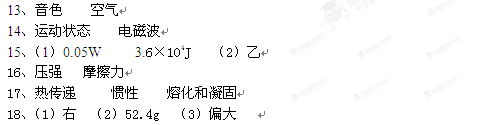 13、音色 空气
14、运动状态 电磁波
15、（1）0.05W 3.6×10⁴J （2）乙
16、压强 摩擦力
17、热传递 惯性 熔化和凝固
18、（1）右 （2）52.4g （3）偏大